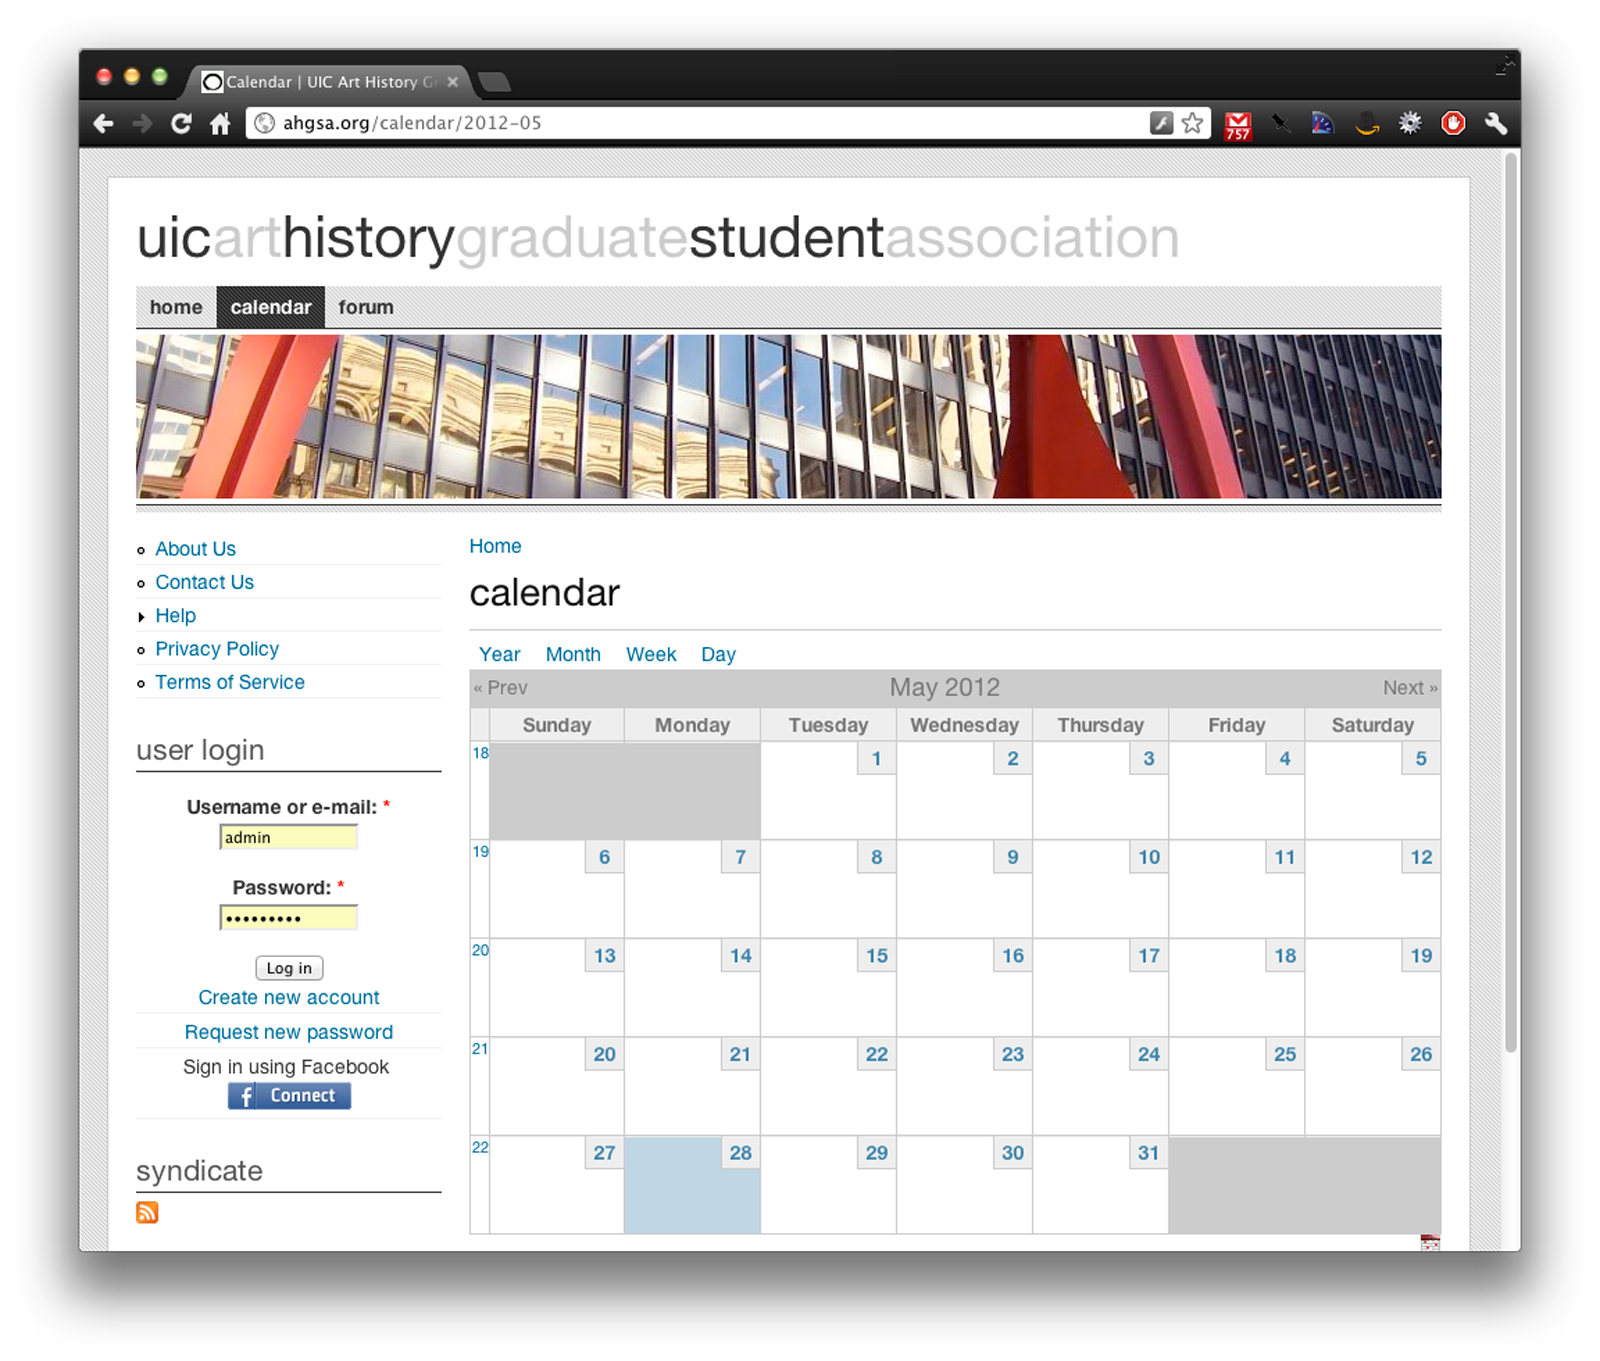 Calendar | UIC Art History Gr
ahgsa.org/calendar/2012-05
757
uicarthistorygraduatestudentassociation
home calendar forum
About Us
Contact Us
Help
Privacy Policy
Terms of Service
user login
Username or e-mail: *
admin
Password: *
•••••••••
Log in
Create new account
Request new password
Sign in using Facebook
f Connect
syndicate
Home
calendar
Year Month Week Day
« Prev May 2012 Next »
Sunday Monday Tuesday Wednesday Thursday Friday Saturday
18 1 2 3 4 5
19 6 7 8 9 10 11 12
20 13 14 15 16 17 18 19
21 20 21 22 23 24 25 26
22 27 28 29 30 31